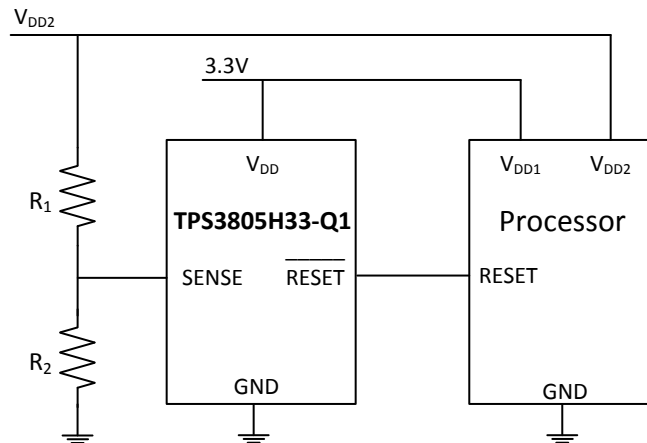 VDD2
3.3V
VDD
VDD1
VDD2
R1
TPS3805H33-Q1
Processor
SENSE
RESET
RESET
R2
GND
GND